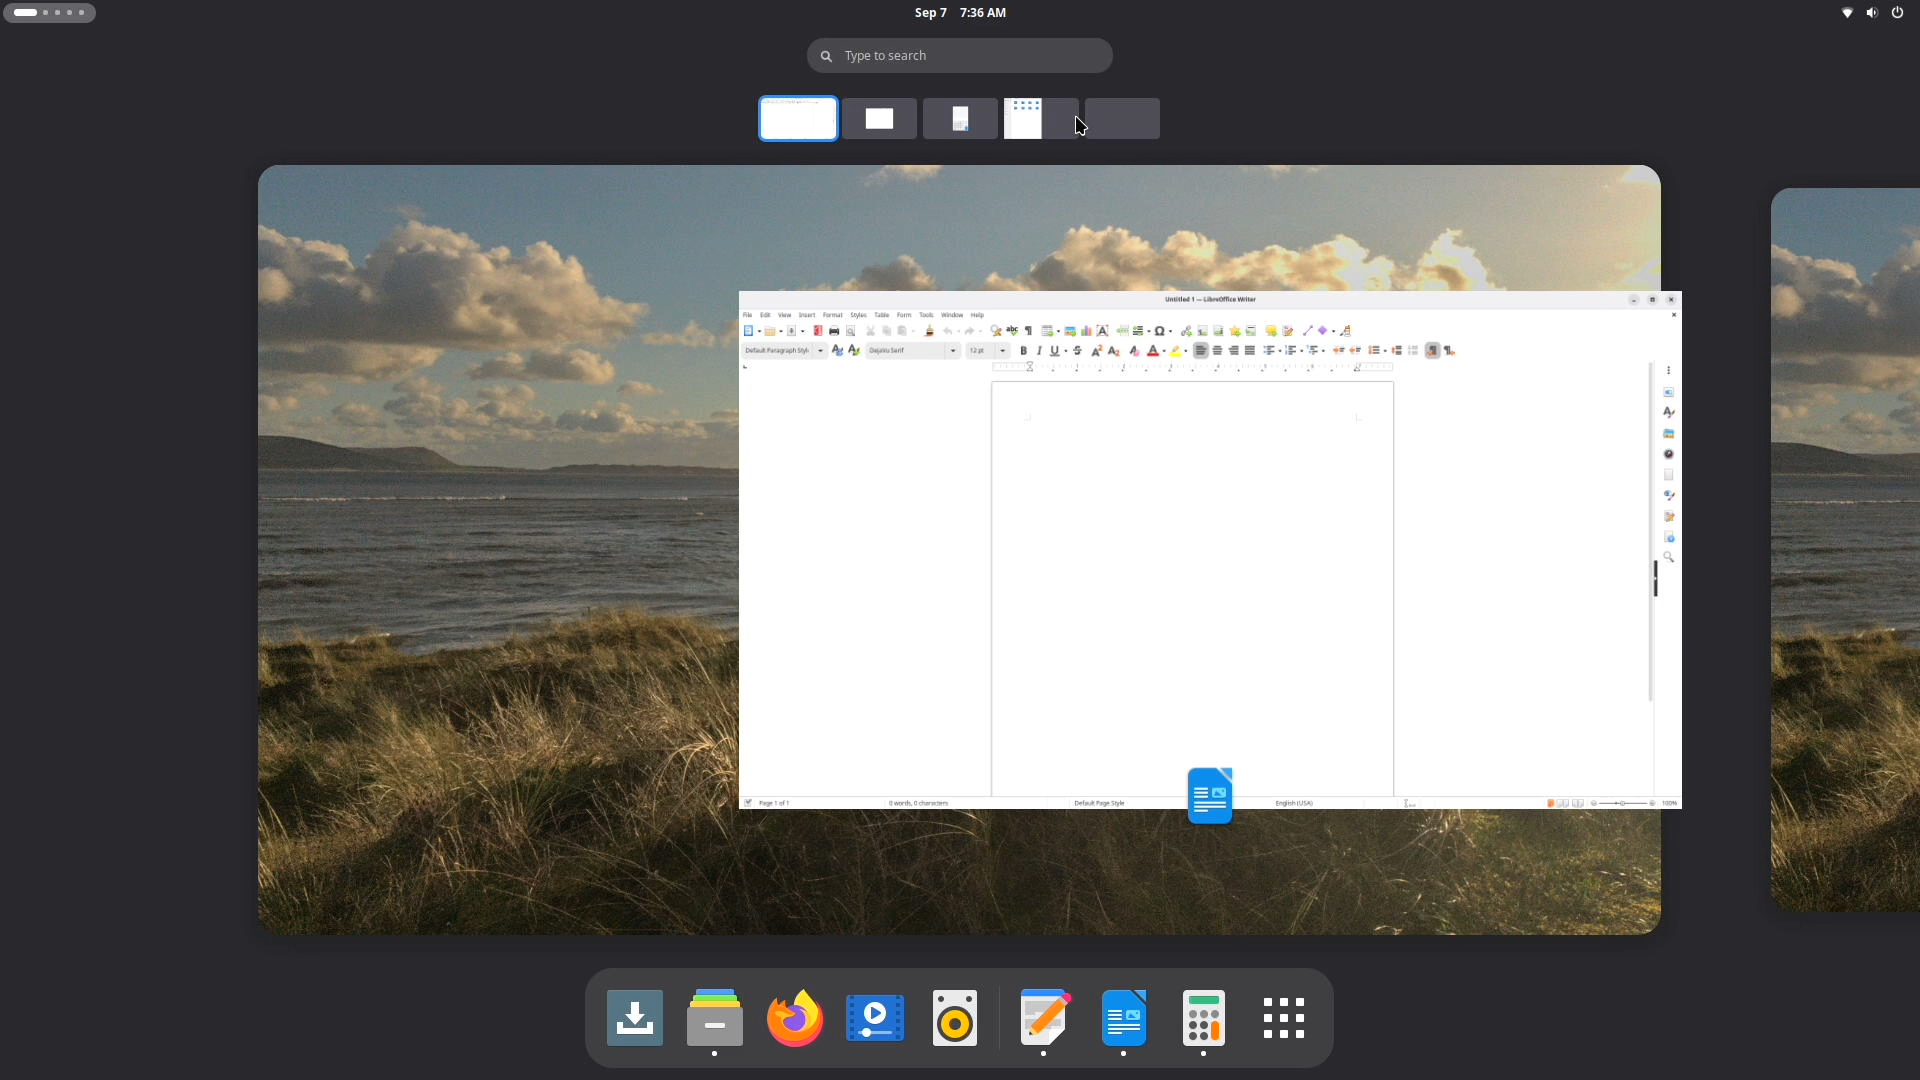 Sep 7 7:36 AM
Type to search
Untitled 1 — LibreOffice Writer
File Edit View Insert Format Styles Table Form Tools Window Help
Default Paragraph Styl DejaVu Serif 12 pt
Page 1 of 1 0 words, 0 characters Default Page Style English (USA) 100%